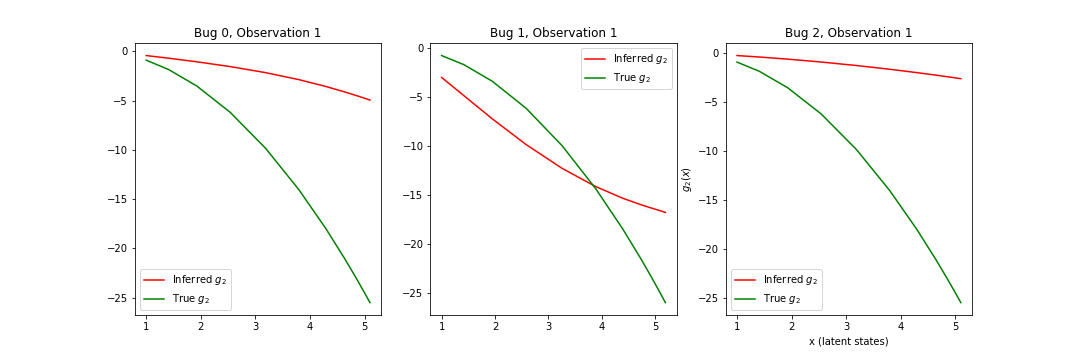 Bug 0, Observation 1
0
−5
−10
−15
−20
−25
1 2 3 4 5
Inferred g₂
True g₂
Bug 1, Observation 1
0
−5
−10
−15
−20
−25
1 2 3 4 5
Inferred g₂
True g₂
Bug 2, Observation 1
g₂(x)
0
−5
−10
−15
−20
−25
1 2 3 4 5
x (latent states)
Inferred g₂
True g₂